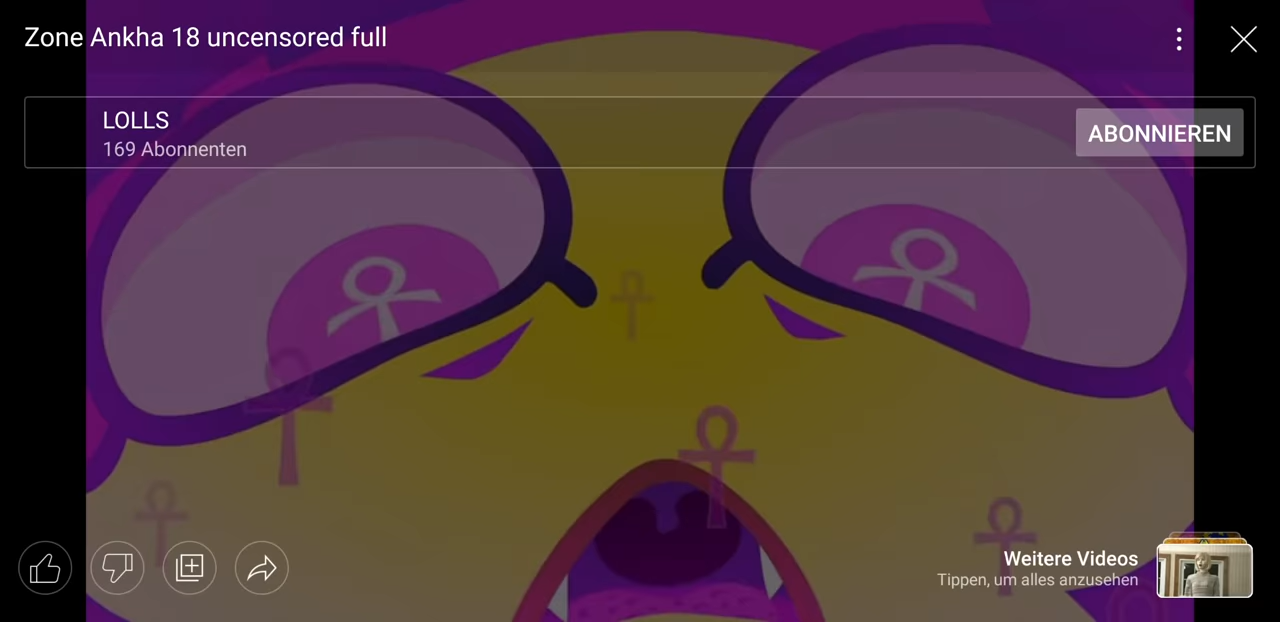 Zone Ankha 18 uncensored full
LOLLS
169 Abonnenten
ABONNIEREN
Weitere Videos
Tippen, um alles anzusehen